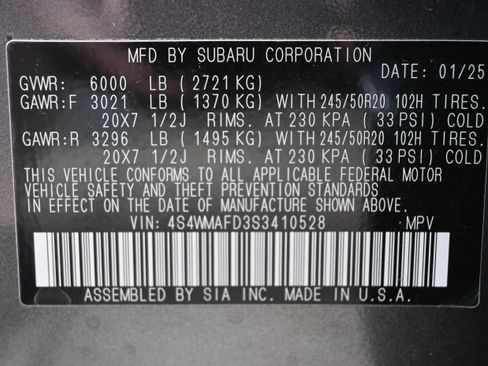 MFD BY SUBARU CORPORATION
DATE: 01/25
GVWR: 6000 LB (2721 KG)
GAWR:F 3021 LB (1370 KG) WITH 245/50R20 102H TIRES.
20X7 1/2J RIMS. AT 230 KPA (33 PSI) COLD
GAWR:R 3296 LB (1495 KG) WITH 245/50R20 102H TIRES.
20X7 1/2J RIMS. AT 230 KPA (33 PSI) COLD
THIS VEHICLE CONFORMS TO ALL APPLICABLE FEDERAL MOTOR
VEHICLE SAFETY AND THEFT PREVENTION STANDARDS
IN EFFECT ON THE DATE OF MANUFACTURE SHOWN ABOVE.
VIN: 4S4WMAFD3S3410528 MPV
ASSEMBLED BY SIA INC. MADE IN U.S.A.